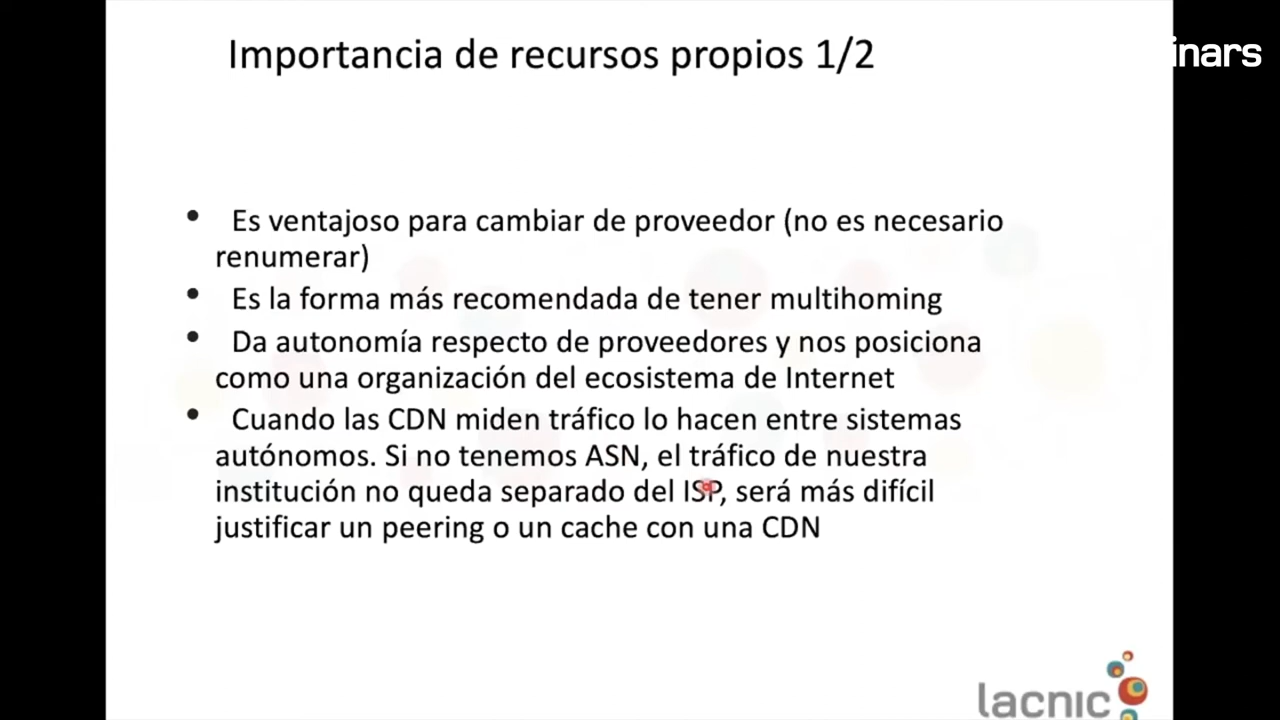 Importancia de recursos propios 1/2
inars
• Es ventajoso para cambiar de proveedor (no es necesario
renumerar)
• Es la forma más recomendada de tener multihoming
• Da autonomía respecto de proveedores y nos posiciona
como una organización del ecosistema de Internet
• Cuando las CDN miden tráfico lo hacen entre sistemas
autónomos. Si no tenemos ASN, el tráfico de nuestra
institución no queda separado del ISP, será más difícil
justificar un peering o un cache con una CDN
lacnic